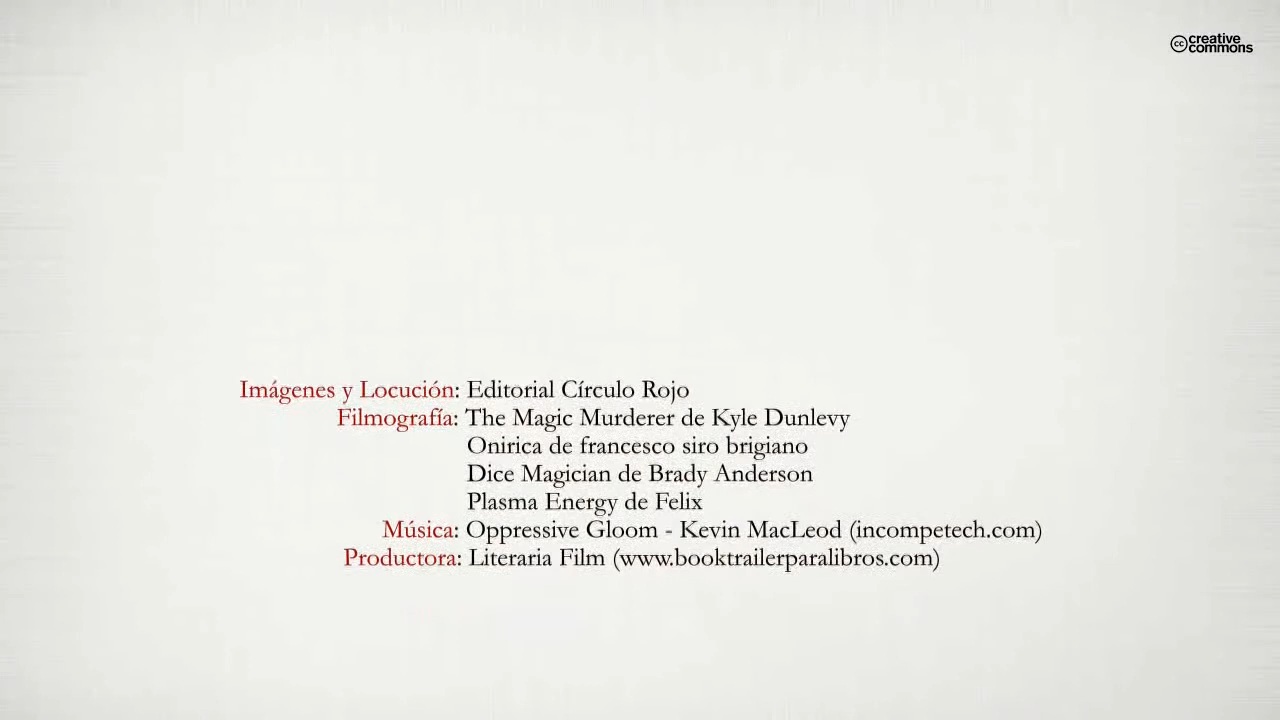 creative
commons
Imágenes y Locución: Editorial Círculo Rojo
Filmografía: The Magic Murderer de Kyle Dunlevy
Onirica de francesco siro brigiano
Dice Magician de Brady Anderson
Plasma Energy de Felix
Música: Oppressive Gloom - Kevin MacLeod (incompetech.com)
Productora: Literaria Film (www.booktrailerparalibros.com)